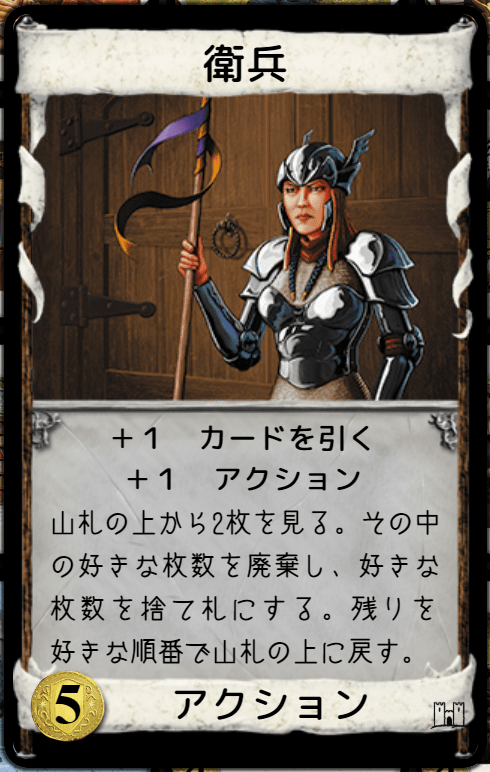 衛兵
+1 カードを引く
+1 アクション
山札の上から2枚を見る。その中
の好きな枚数を廃棄し、好きな
枚数を捨て札にする。残りを
好きな順番で山札の上に戻す。
5 アクション